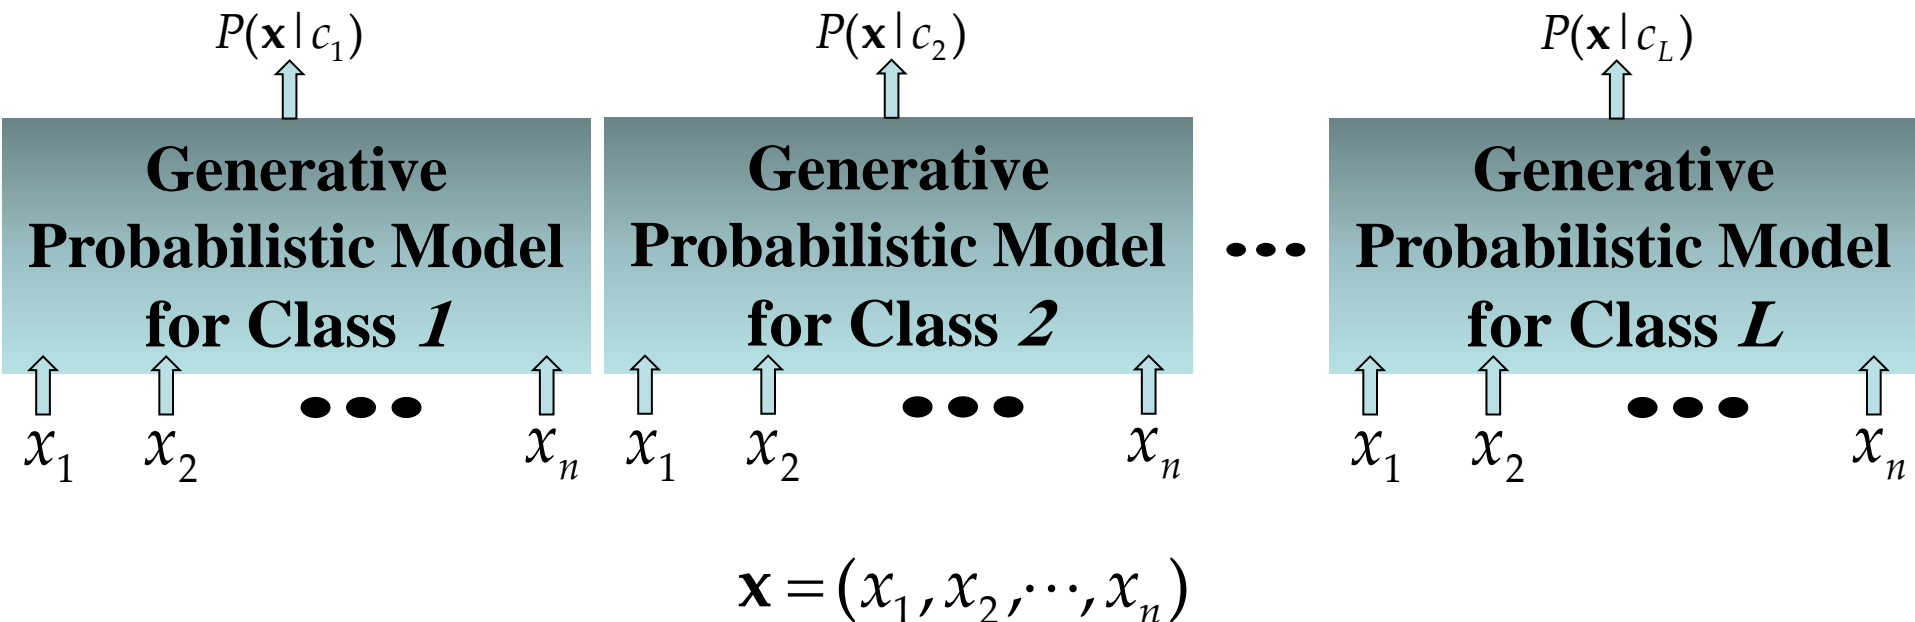 P(x|c₁) P(x|c₂) P(x|c_L)
Generative Generative Generative
Probabilistic Model Probabilistic Model ••• Probabilistic Model
for Class 1 for Class 2 for Class L
x₁ x₂ ••• xₙ x₁ x₂ ••• xₙ x₁ x₂ ••• xₙ
x = (x₁, x₂, ⋯, xₙ)